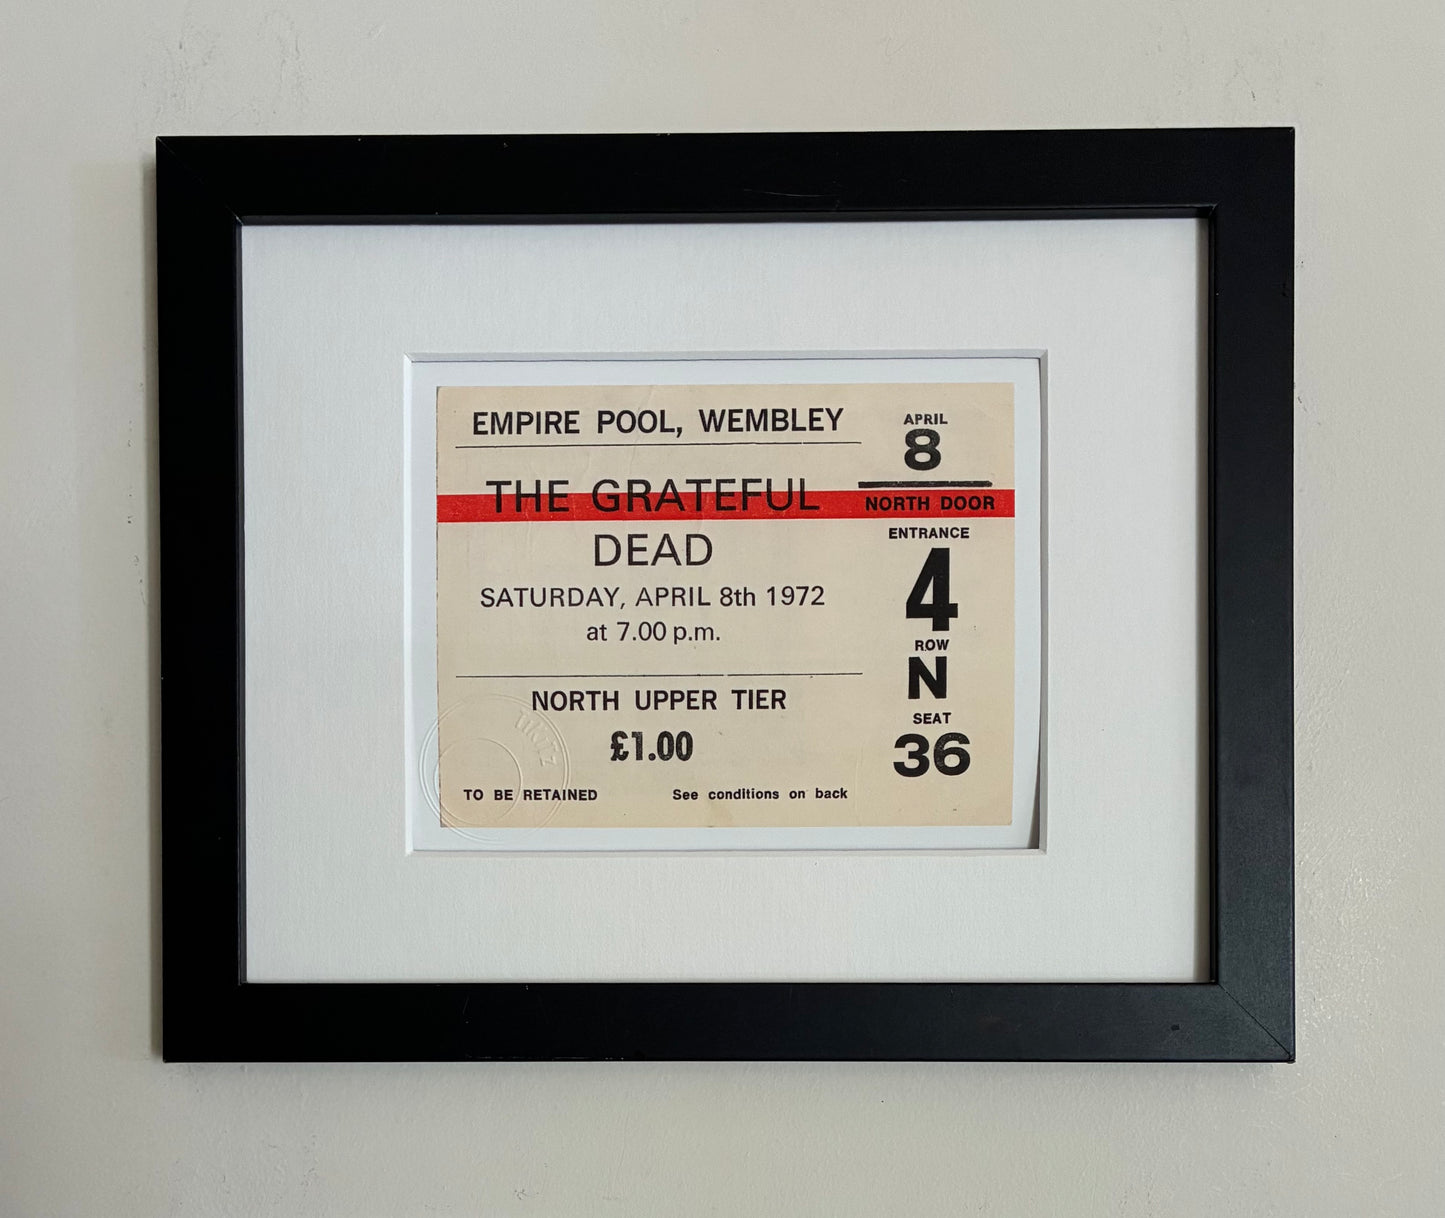 EMPIRE POOL, WEMBLEY
THE GRATEFUL
DEAD
SATURDAY, APRIL 8th 1972
at 7.00 p.m.
NORTH UPPER TIER
£1.00
TO BE RETAINED See conditions on back
APRIL
8
NORTH DOOR
ENTRANCE
4
ROW
N
SEAT
36